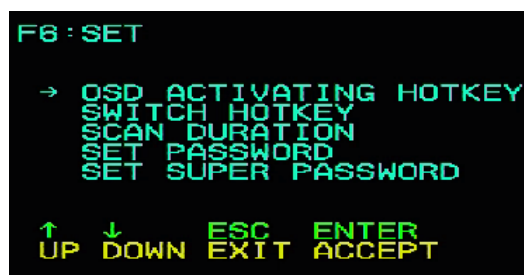 F6:SET
→ OSD ACTIVATING HOTKEY
SWITCH HOTKEY
SCAN DURATION
SET PASSWORD
SET SUPER PASSWORD
↑ ↓ ESC ENTER
UP DOWN EXIT ACCEPT